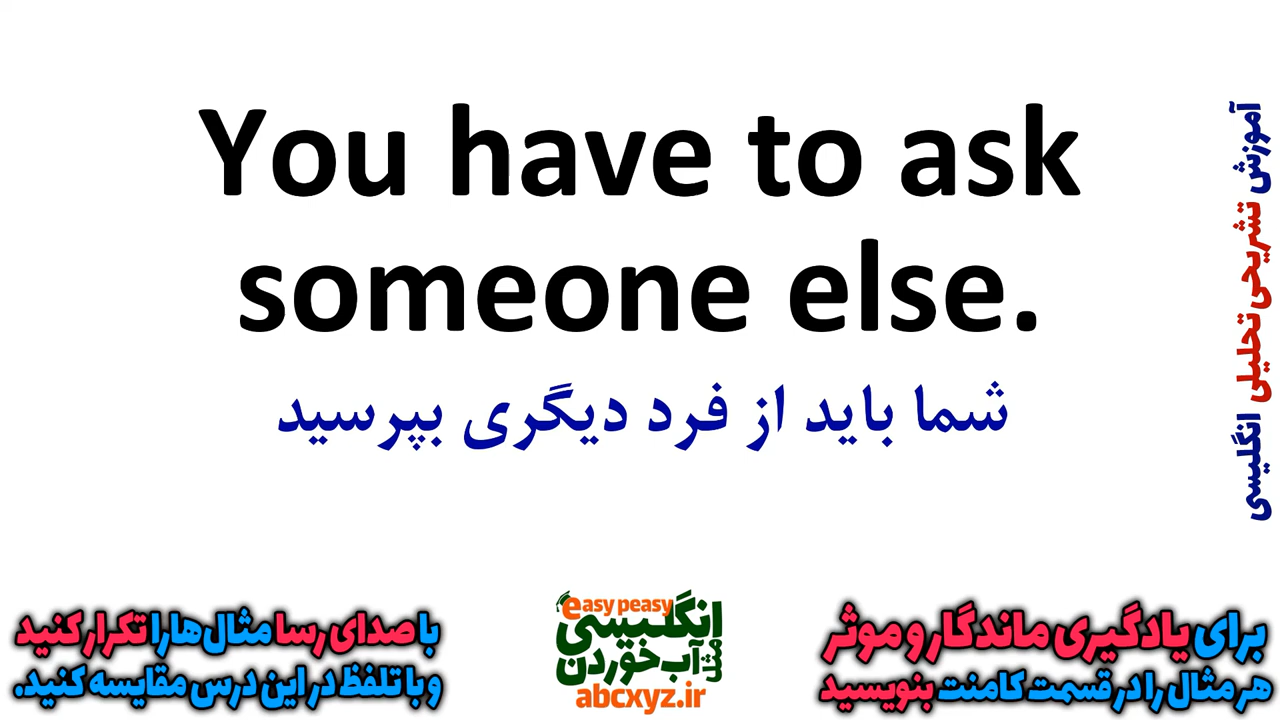 You have to ask
someone else.
شما باید از فرد دیگری بپرسید
آموزش تشریحی تحلیلی انگلیسی
برای یادگیری ماندگار و موثر
هر مثال را در قسمت کامنت بنویسید
easy peasy
انگلیسی
مثل آب خوردن
abcxyz.ir
با صدای رسا مثال‌ها را تکرار کنید
و با تلفظ در این درس مقایسه کنید.